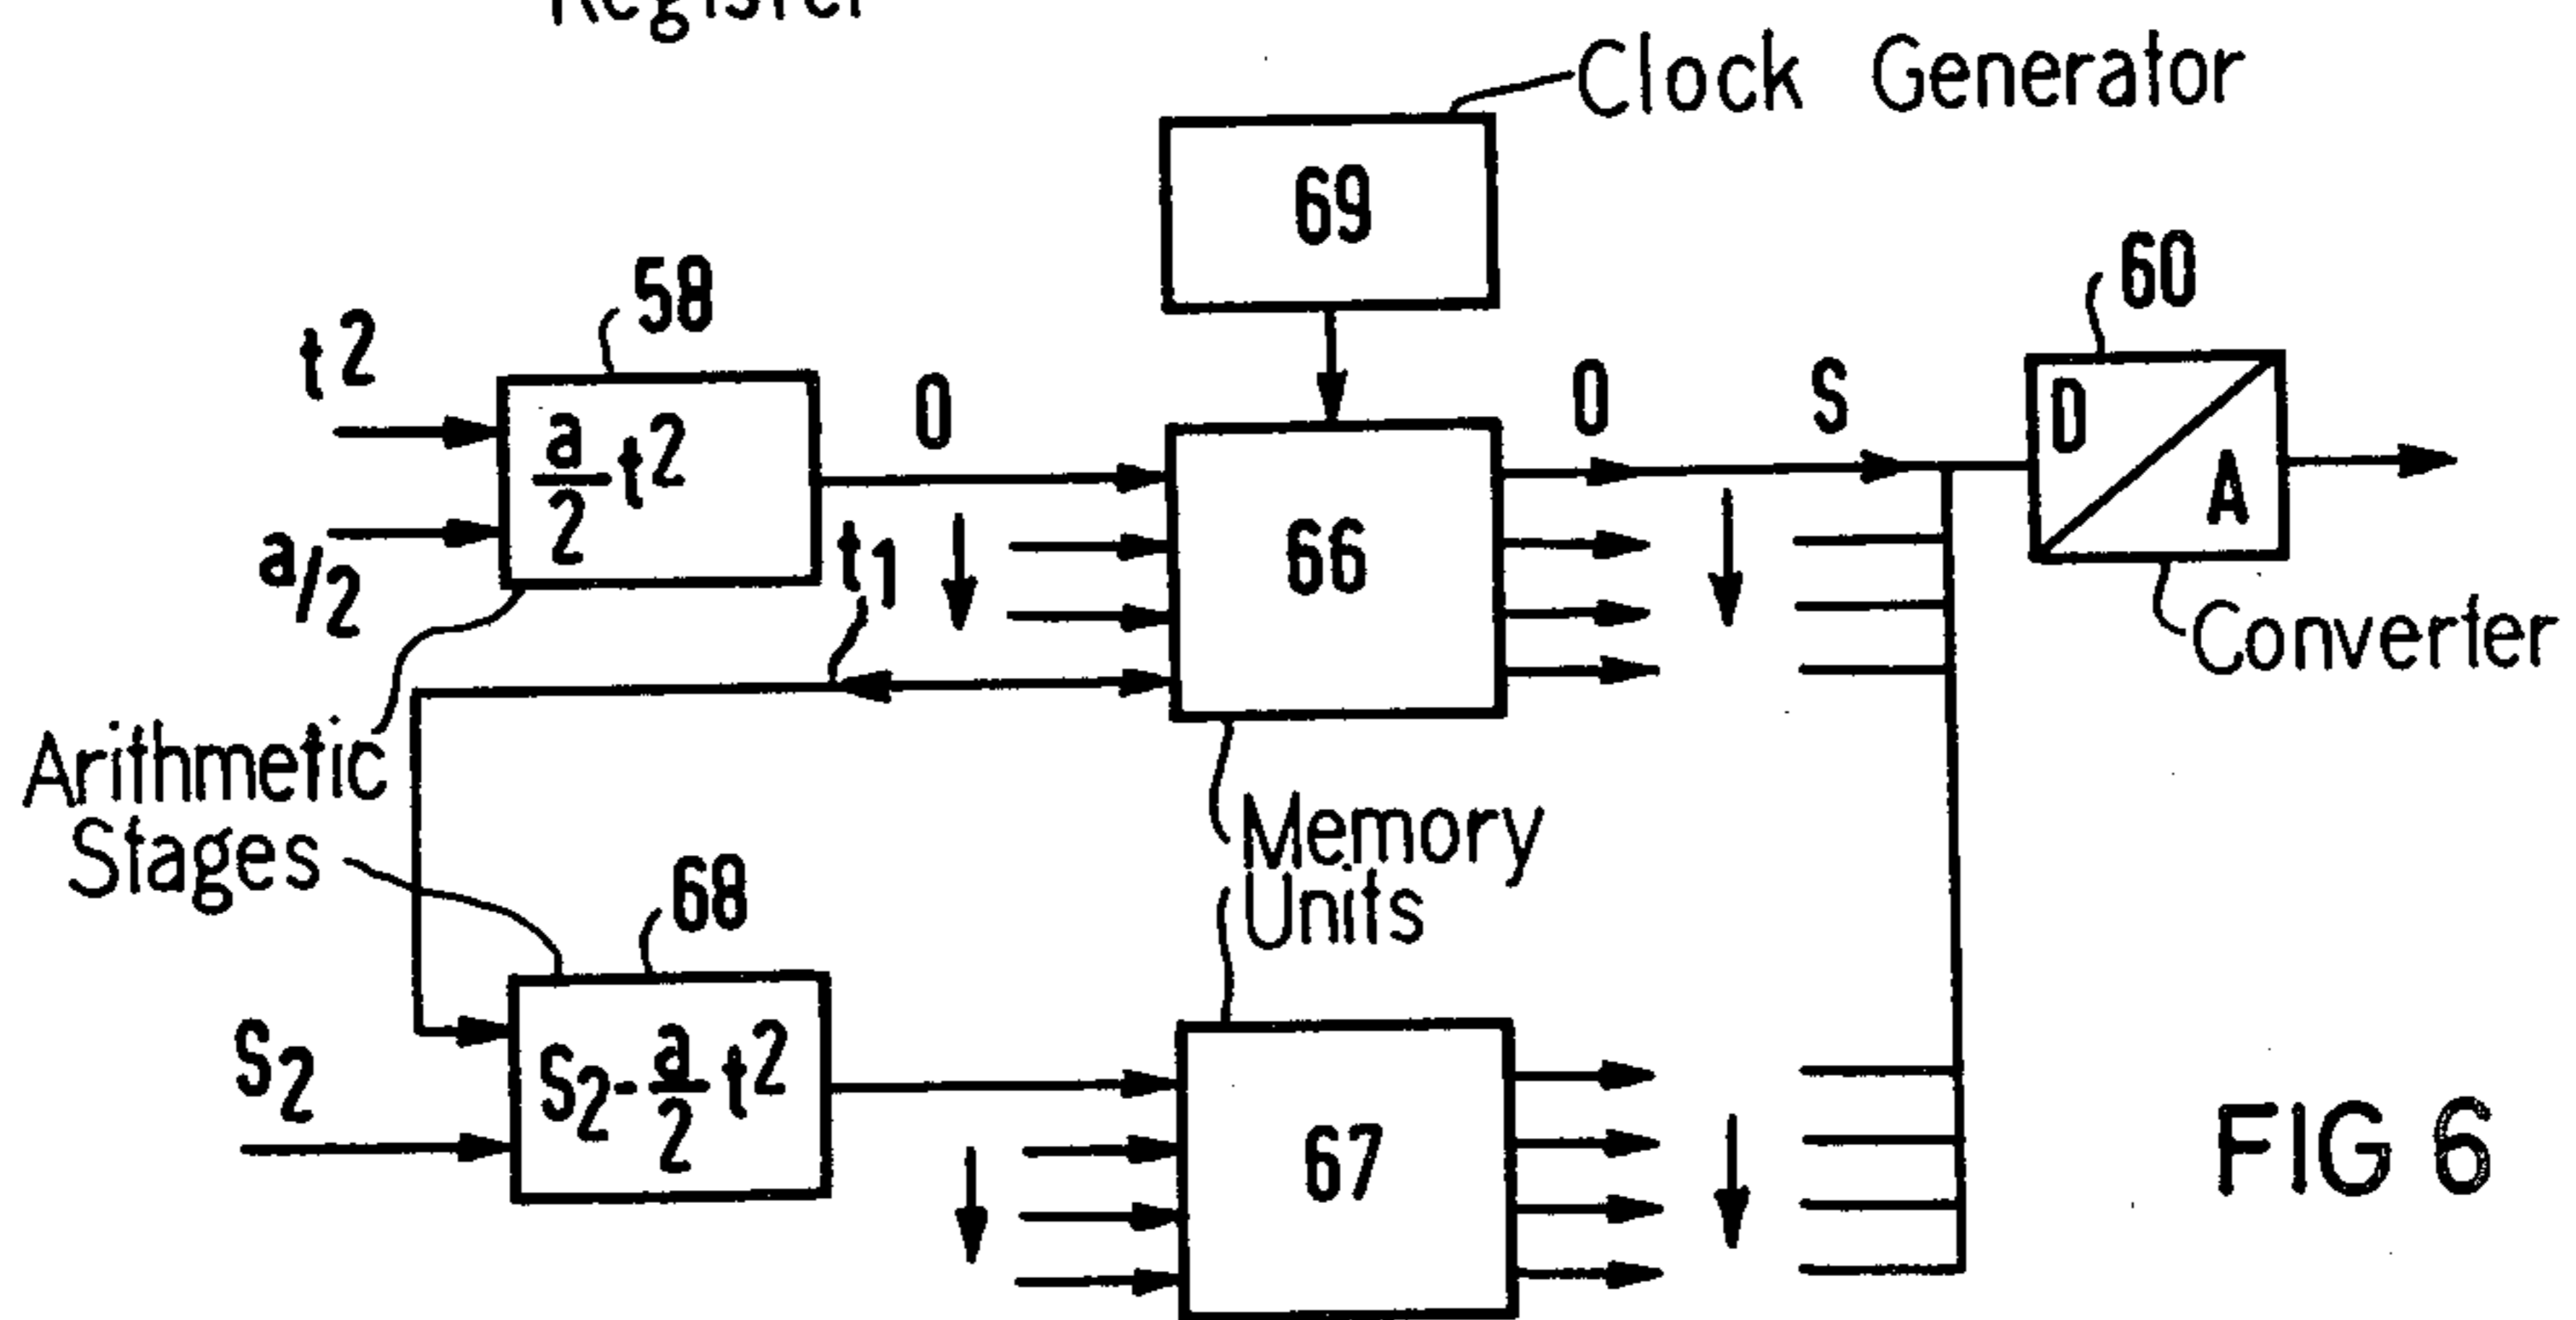 Register
Clock Generator
69
58
60
t2
a/2
a/2 t2
0
t1
66
0
S
D
A
Converter
Arithmetic
Stages
Memory
Units
68
S2
S2 - a/2 t2
67
FIG 6